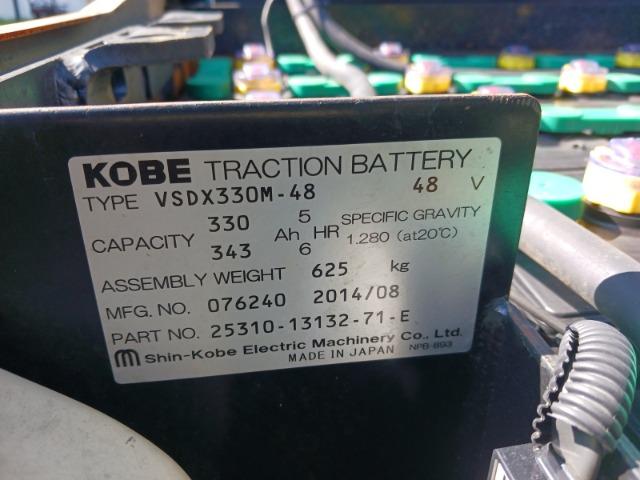 KOBE TRACTION BATTERY
TYPE VSDX330M-48 48 V
CAPACITY 330 Ah 5 HR SPECIFIC GRAVITY
343 6 1.280 (at20℃)
ASSEMBLY WEIGHT 625 kg
MFG. NO. 076240 2014/08
PART NO. 25310-13132-71-E
Shin-Kobe Electric Machinery Co., Ltd.
MADE IN JAPAN NPB-893